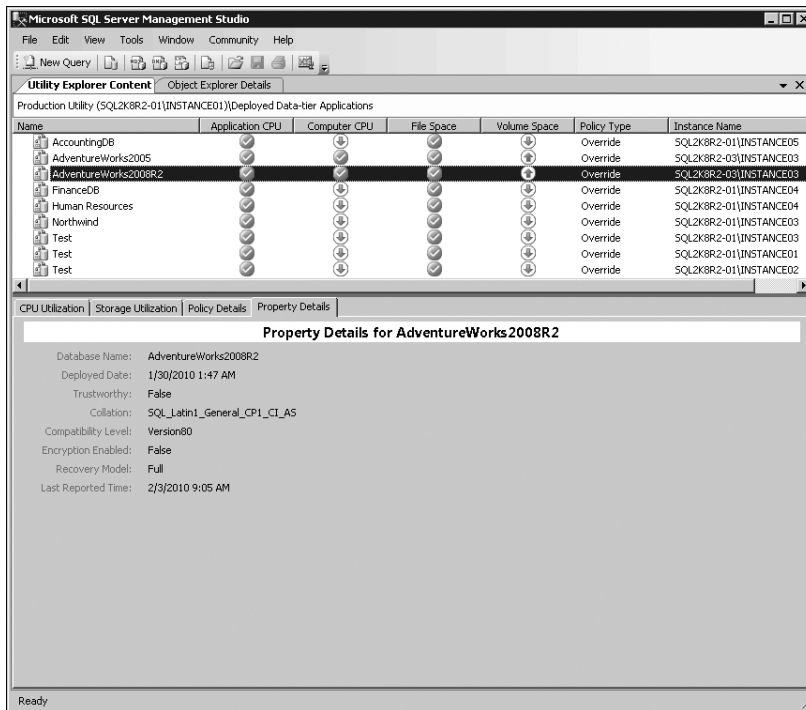 Microsoft SQL Server Management Studio
File Edit View Tools Window Community Help
New Query
Utility Explorer Content Object Explorer Details
Production Utility (SQL2K8R2-01\INSTANCE01)\Deployed Data-tier Applications
Name Application CPU Computer CPU File Space Volume Space Policy Type Instance Name
AccountingDB Override SQL2K8R2-01\INSTANCE05
AdventureWorks2005 Override SQL2K8R2-03\INSTANCE03
AdventureWorks2008R2 Override SQL2K8R2-03\INSTANCE03
FinanceDB Override SQL2K8R2-01\INSTANCE04
Human Resources Override SQL2K8R2-01\INSTANCE04
Northwind Override SQL2K8R2-01\INSTANCE03
Test Override SQL2K8R2-01\INSTANCE03
Test Override SQL2K8R2-01\INSTANCE01
Test Override SQL2K8R2-01\INSTANCE02
CPU Utilization Storage Utilization Policy Details Property Details
Property Details for AdventureWorks2008R2
Database Name: AdventureWorks2008R2
Deployed Date: 1/30/2010 1:47 AM
Trustworthy: False
Collation: SQL_Latin1_General_CP1_CI_AS
Compatibility Level: Version80
Encryption Enabled: False
Recovery Model: Full
Last Reported Time: 2/3/2010 9:05 AM
Ready